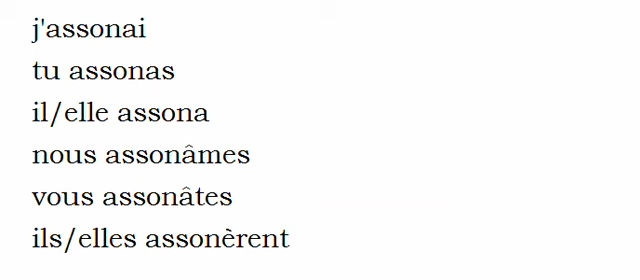 j'assonai
tu assonas
il/elle assona
nous assonâmes
vous assonâtes
ils/elles assonèrent